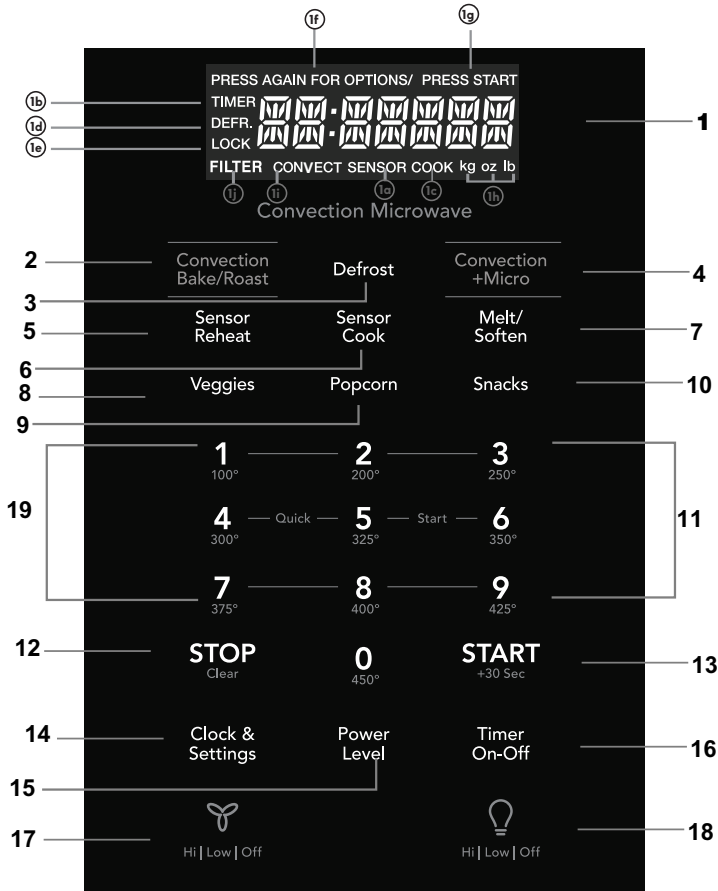 1f 1g
PRESS AGAIN FOR OPTIONS/ PRESS START
1b TIMER
1
1d DEFR.
1e LOCK
FILTER CONVECT SENSOR COOK kg oz lb
1j 1i 1a 1c 1h
Convection Microwave
2 Convection Bake/Roast
Defrost
Convection +Micro 4
3
5 Sensor Reheat
Sensor Cook
Melt/ Soften 7
6
8 Veggies
Popcorn
Snacks 10
9
1 2 3
100° 200° 250°
19
4 Quick 5 Start 6
11
300° 325° 350°
7 8 9
375° 400° 425°
12 STOP
Clear
0
450°
START
+30 Sec
13
14 Clock & Settings
Power Level
Timer On-Off 16
15
17
18
Hi | Low | Off
Hi | Low | Off